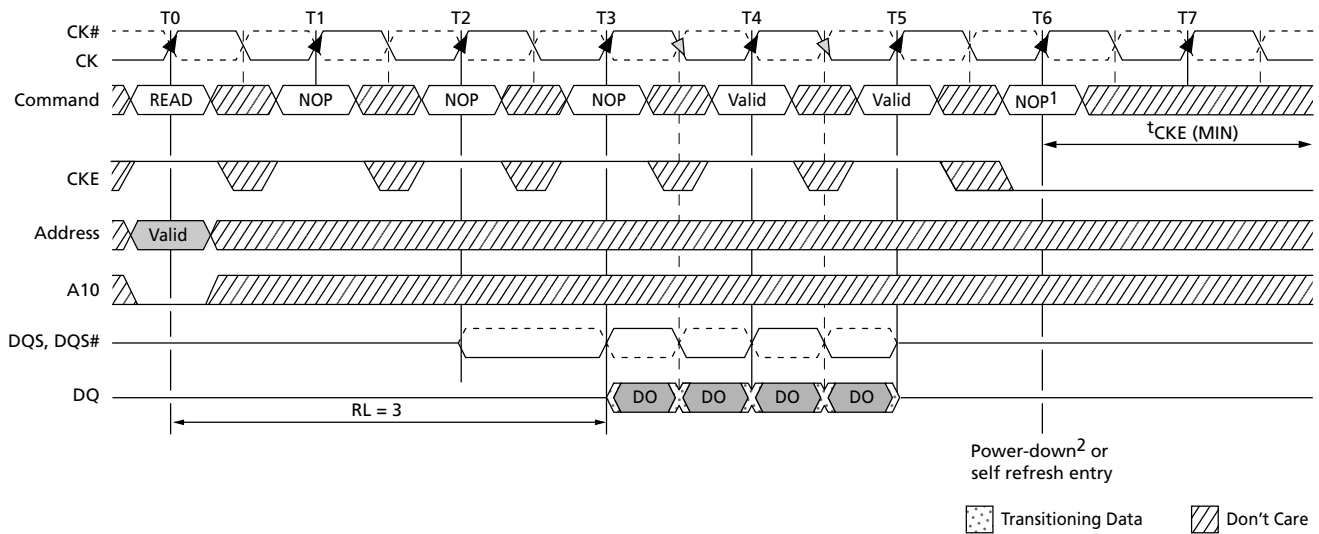 T0 T1 T2 T3 T4 T5 T6 T7
CK#
CK
Command READ NOP NOP NOP Valid Valid NOP1
tCKE (MIN)
CKE
Address Valid
A10
DQS, DQS#
DQ DO DO DO DO
RL = 3
Power-down2 or
self refresh entry
Transitioning Data Don't Care